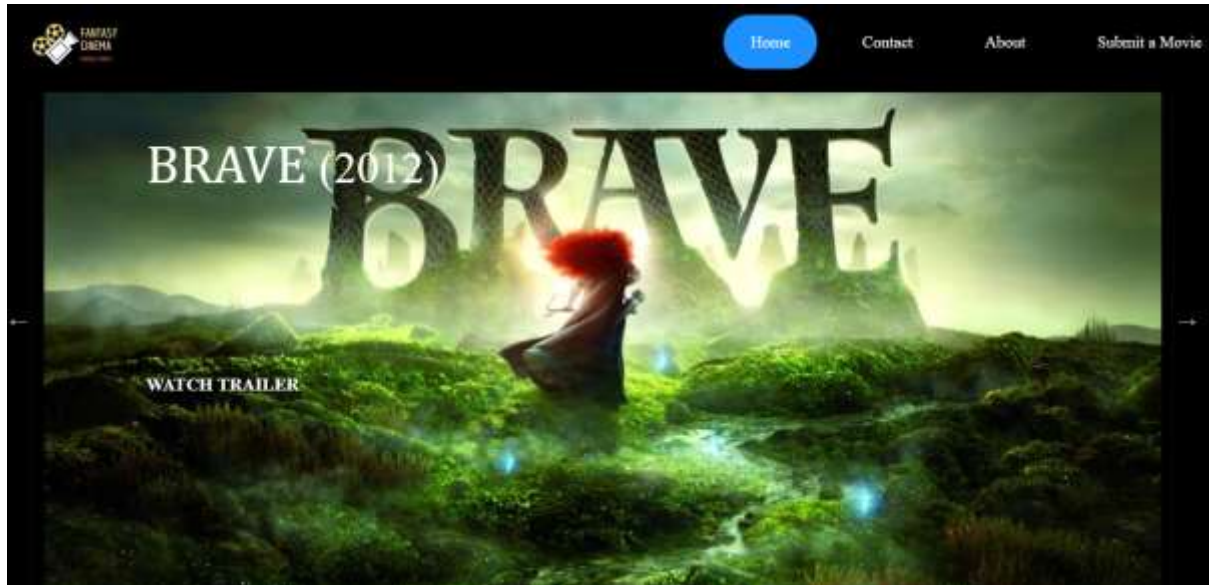 FANTASY
CINEMA
Home
Contact
About
Submit a Movie
BRAVE
BRAVE (2012)
←
→
WATCH TRAILER